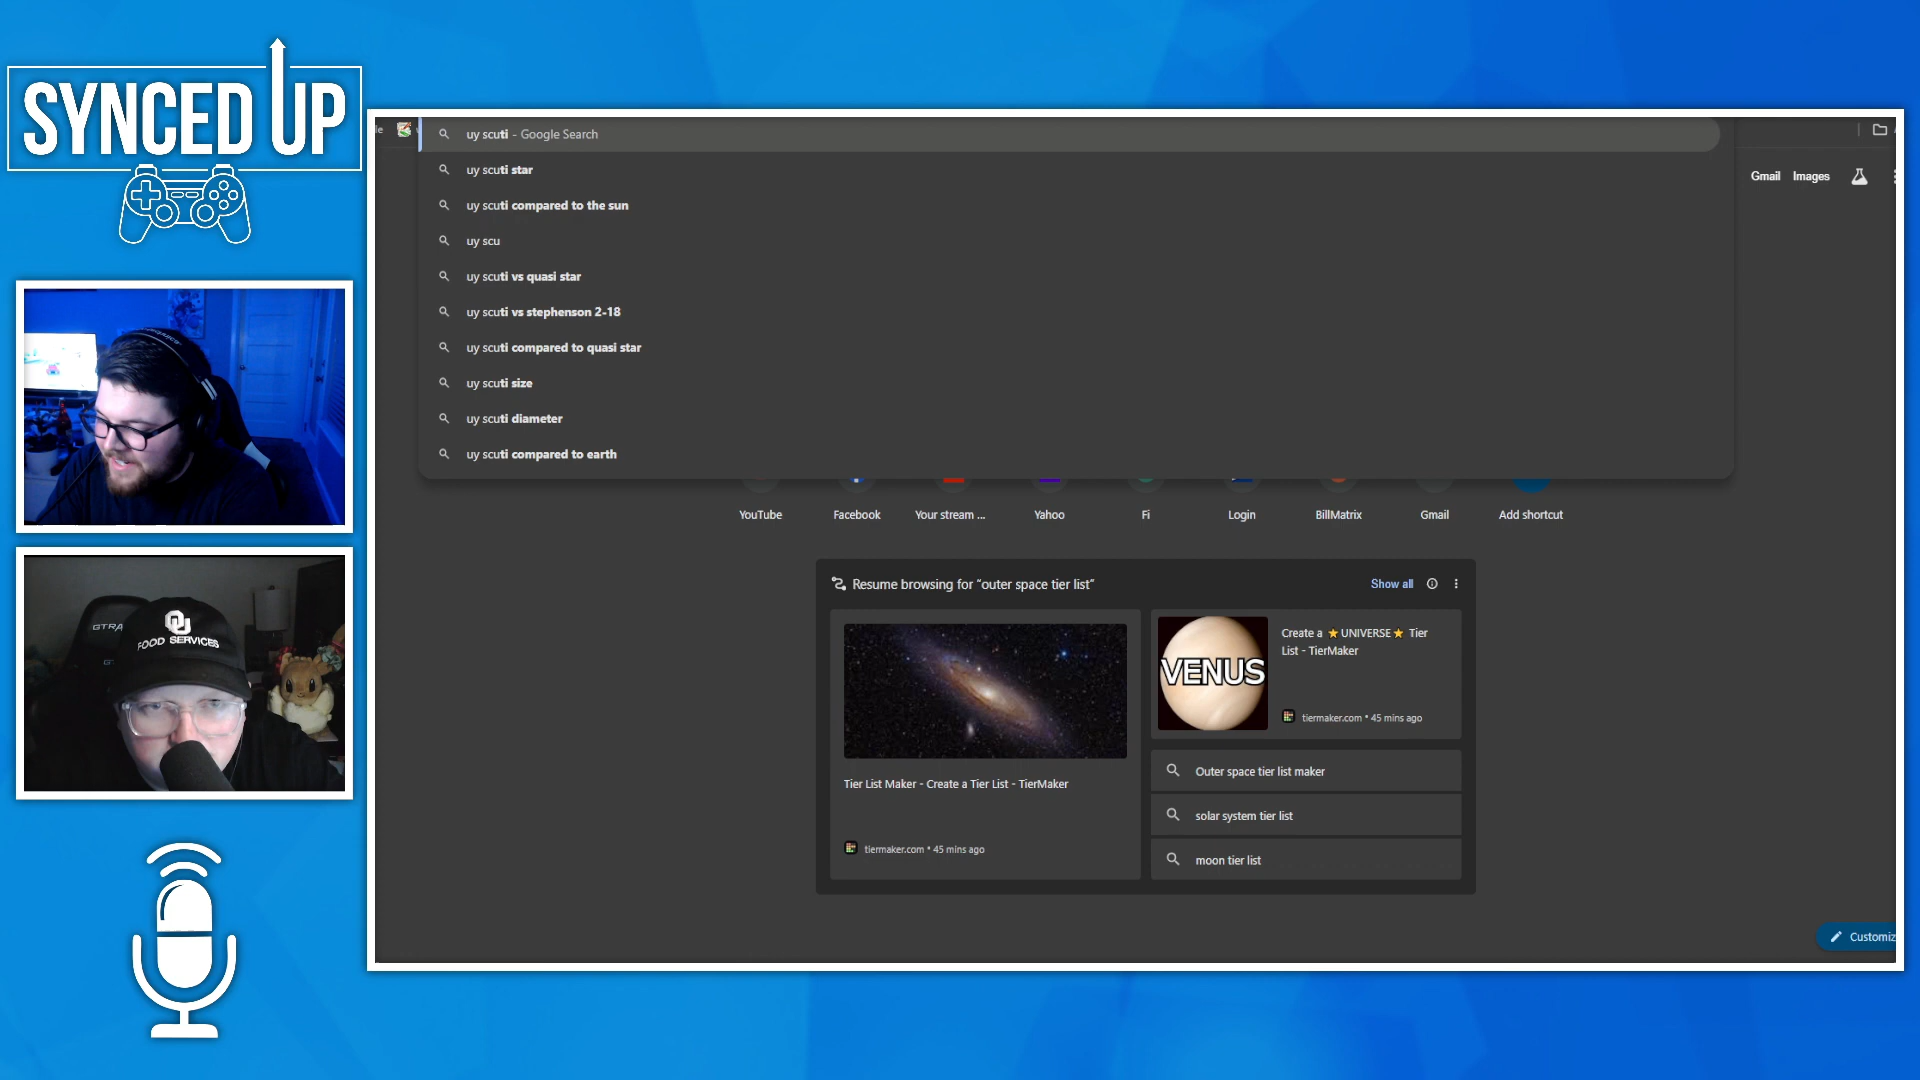 SYNCED UP
FOOD SERVICES
uy scuti - Google Search
uy scuti star
uy scuti compared to the sun
uy scu
uy scuti vs quasi star
uy scuti vs stephenson 2-18
uy scuti compared to quasi star
uy scuti size
uy scuti diameter
uy scuti compared to earth
Gmail Images
YouTube
Facebook
Your stream ...
Yahoo
Fi
Login
BillMatrix
Gmail
Add shortcut
Resume browsing for “outer space tier list”
Show all
Tier List Maker - Create a Tier List - TierMaker
tiermaker.com • 45 mins ago
VENUS
Create a ⭐UNIVERSE⭐ Tier
List - TierMaker
tiermaker.com • 45 mins ago
Outer space tier list maker
solar system tier list
moon tier list
Customiz